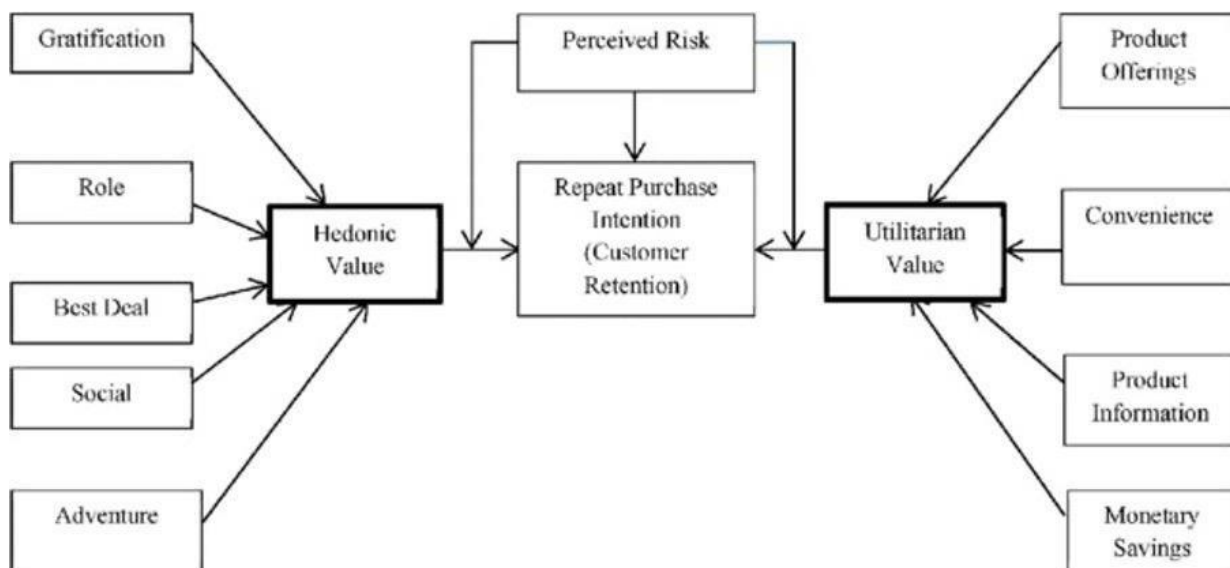 Gratification
Perceived Risk
Product
Offerings
Role
Repeat Purchase
Intention
(Customer
Retention)
Hedonic
Value
Utilitarian
Value
Convenience
Best Deal
Social
Product
Information
Adventure
Monetary
Savings